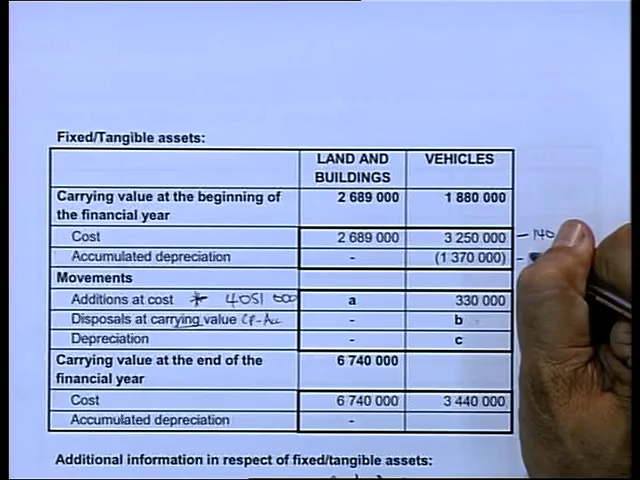 Fixed/Tangible assets:
LAND AND BUILDINGS VEHICLES
Carrying value at the beginning of the financial year 2 689 000 1 880 000
Cost 2 689 000 3 250 000 – 140
Accumulated depreciation - (1 370 000) –
Movements
Additions at cost * 4051 000 a 330 000
Disposals at carrying value CP-Acc - b
Depreciation - c
Carrying value at the end of the financial year 6 740 000
Cost 6 740 000 3 440 000
Accumulated depreciation -
Additional information in respect of fixed/tangible assets: